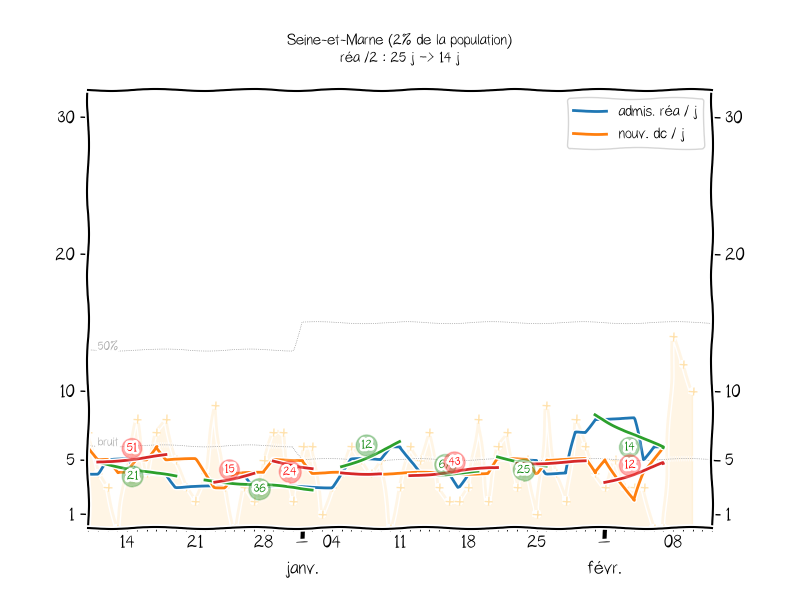 Seine-et-Marne (2% de la population)
réa /2 : 25 j -> 14 j
admis. réa / j
nouv. dc / j
30 30
20 20
50%
10 10
bruit
51 12 14
5 43 5
21 15 24 25 12
36
1 1
14 21 28 04 11 18 25 08
janv. févr.